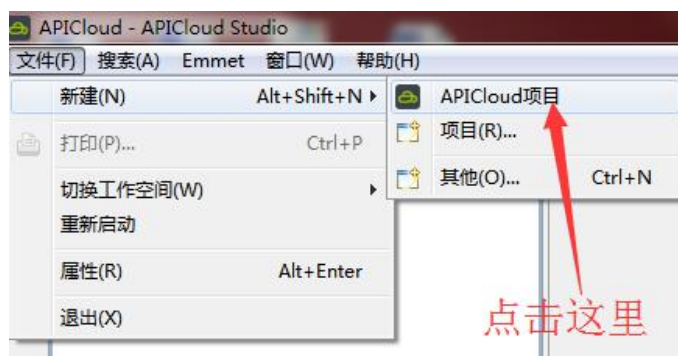 APICloud - APICloud Studio
文件(F) 搜索(A) Emmet 窗口(W) 帮助(H)
新建(N) Alt+Shift+N
APICloud项目
打印(P)... Ctrl+P
项目(R)...
切换工作空间(W)
其他(O)... Ctrl+N
重新启动
属性(R) Alt+Enter
退出(X)
点击这里